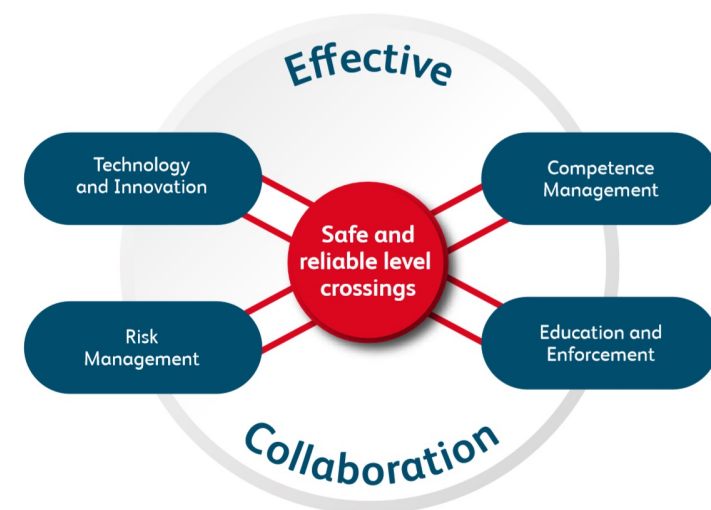 Effective
Technology
and Innovation
Competence
Management
Safe and
reliable level
crossings
Risk
Management
Education and
Enforcement
Collaboration